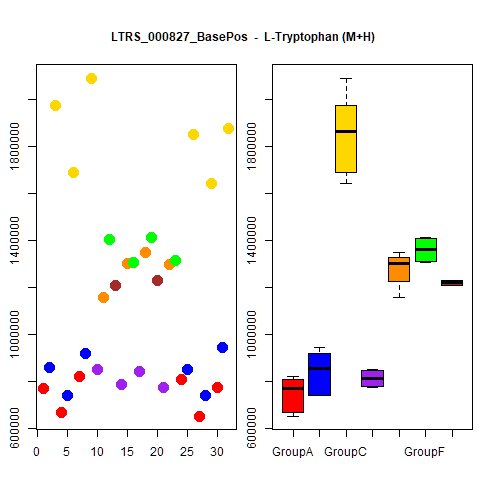 LTRS_000827_BasePos - L-Tryptophan (M+H)
1800000
1400000
1000000
600000
0 5 10 15 20 25 30
1800000
1400000
1000000
600000
GroupA GroupC GroupF